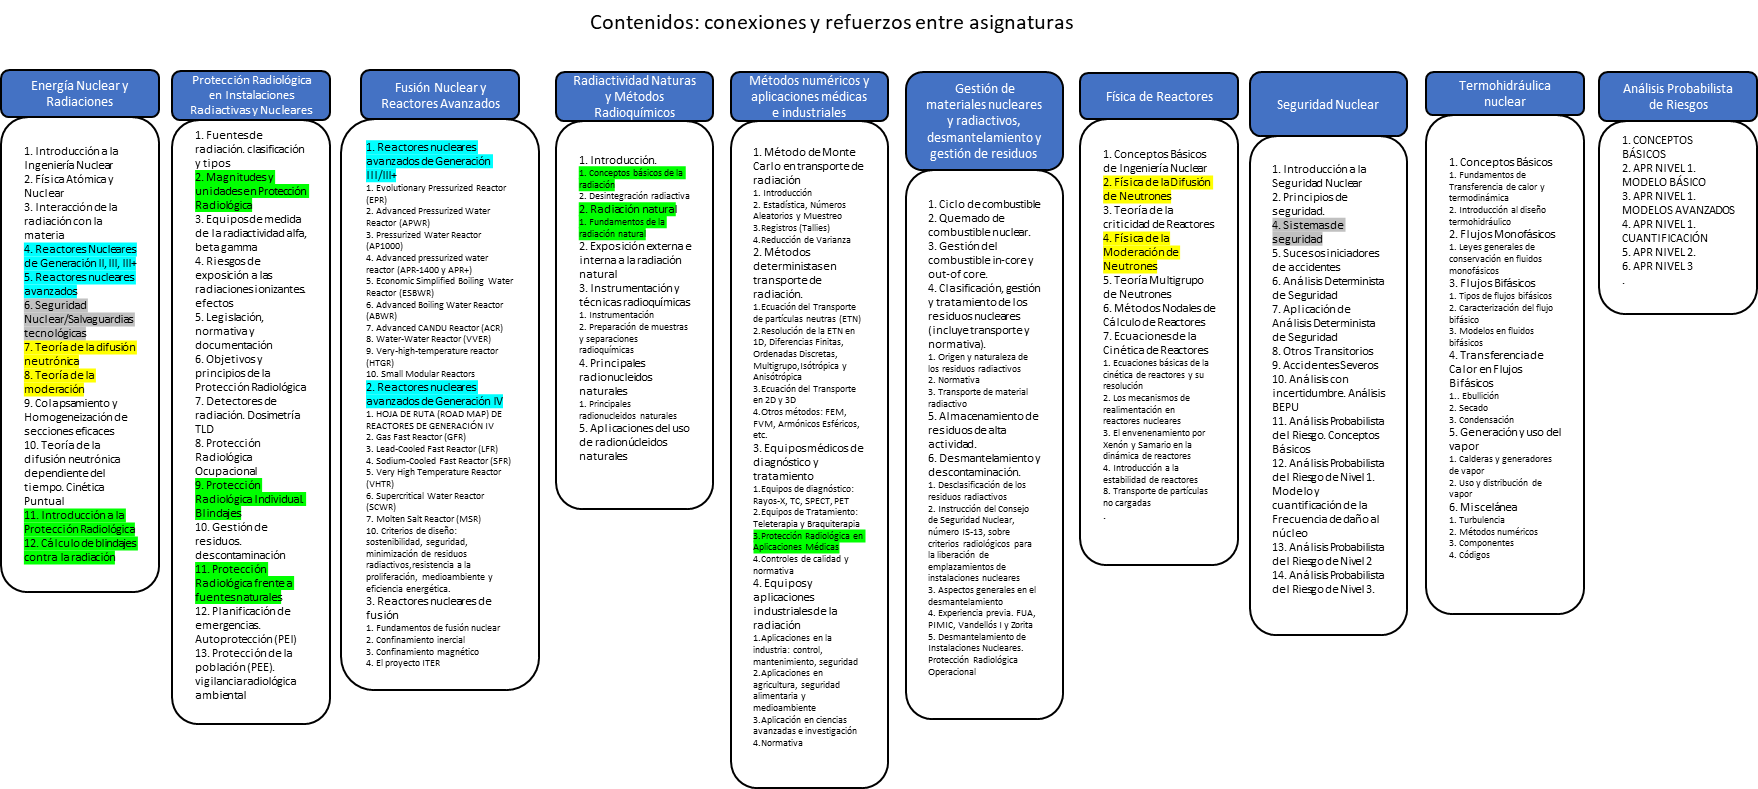 Contenidos: conexiones y refuerzos entre asignaturas
Energía Nuclear y
Radiaciones
1. Introducción a la
Ingeniería Nuclear
2. Física Atómica y
Nuclear
3. Interacción de la
radiación con la
materia
4. Reactores Nucleares
de Generación II, III, III+
5. Reactores nucleares
avanzados
6. Seguridad
Nuclear/Salvaguardias
tecnológicas
7. Teoría de la difusión
neutrónica
8. Teoría de la
moderación
9. Colapsamiento y
Homogeneización de
secciones eficaces
10. Teoría de la
difusión neutrónica
dependiente del
tiempo. Cinética
Puntual
11. Introducción a la
Protección Radiológica
12. Cálculo de blindajes
contra la radiación
Protección Radiológica
en Instalaciones
Radiactivas y Nucleares
1. Fuentes de
radiación. clasificación
y tipos
2. Magnitudes y
unidades en Protección
Radiológica
3. Equipos de medida
de la radiactividad alfa,
beta gamma
4. Riesgos de
exposición a las
radiaciones ionizantes.
efectos
5. Legislación,
normativa y
documentación
6. Objetivos y
principios de la
Protección Radiológica
7. Detectores de
radiación. Dosimetría
TLD
8. Protección
Radiológica
Ocupacional
9. Protección
Radiológica Individual.
Blindajes
10. Gestión de
residuos.
descontaminación
11. Protección
Radiológica frente a
fuentes naturales
12. Planificación de
emergencias.
Autoprotección (PEI)
13. Protección de la
población (PEE).
vigilancia radiológica
ambiental
Fusión Nuclear y
Reactores Avanzados
1. Reactores nucleares
avanzados de Generación
III/III+
1. Evolutionary Pressurized Reactor
(EPR)
2. Advanced Pressurized Water
Reactor (APWR)
3. Pressurized Water Reactor
(AP1000)
4. Advanced pressurized water
reactor (APR-1400 y APR+)
5. Economic Simplified Boiling Water
Reactor (ESBWR)
6. Advanced Boiling Water Reactor
(ABWR)
7. Advanced CANDU Reactor (ACR)
8. Water-Water Reactor (VVER)
9. Very-high-temperature reactor
(HTGR)
10. Small Modular Reactors
2. Reactores nucleares
avanzados de Generación IV
1. HOJA DE RUTA (ROAD MAP) DE
REACTORES DE GENERACIÓN IV
2. Gas Fast Reactor (GFR)
3. Lead-Cooled Fast Reactor (LFR)
4. Sodium-Cooled Fast Reactor (SFR)
5. Very High Temperature Reactor
(VHTR)
6. Supercritical Water Reactor
(SCWR)
7. Molten Salt Reactor (MSR)
10. Criterios de diseño:
sostenibilidad, seguridad,
minimización de residuos
radiactivos,resistencia a la
proliferación, medioambiente y
eficiencia energética.
3. Reactores nucleares de
fusión
1. Fundamentos de fusión nuclear
2. Confinamiento inercial
3. Confinamiento magnético
4. El proyecto ITER
Radiactividad Naturas
y Métodos
Radioquímicos
1. Introducción.
1. Conceptos básicos de la
radiación
2. Desintegración radiactiva
2. Radiación natural
1. Fundamentos de la
radiación natural
2. Exposición externa e
interna a la radiación
natural
3. Instrumentación y
técnicas radioquímicas
1. Instrumentación
2. Preparación de muestras
y separaciones
radioquímicas
4. Principales
radionucleidos
naturales
1. Principales
radionucleidos naturales
5. Aplicaciones del uso
de radionúcleidos
naturales
Métodos numéricos y
aplicaciones médicas
e industriales
1. Método de Monte
Carlo en transporte de
radiación
1. Introducción
2. Estadística, Números
Aleatorios y Muestreo
3.Registros (Tallies)
4.Reducción de Varianza
2. Métodos
deterministas en
transporte de
radiación.
1.Ecuación del Transporte
de partículas neutras (ETN)
2.Resolución de la ETN en
1D, Diferencias Finitas,
Ordenadas Discretas,
Multigrupo, Isótrópica y
Anisótrópica
3.Ecuación del Transporte
en 2D y 3D
4.Otros métodos: FEM,
FVM, Armónicos Esféricos,
etc.
3. Equipos médicos de
diagnóstico y
tratamiento
1.Equipos de diagnóstico:
Rayos-X, TC, SPECT, PET
2.Equipos de Tratamiento:
Teleterapia y Braquiterapia
3.Protección Radiológica en
Aplicaciones Médicas
4.Controles de calidad y
normativa
4. Equipos y
aplicaciones
industriales de la
radiación
1.Aplicaciones en la
industria: control,
mantenimiento, seguridad
2.Aplicaciones en
agricultura, seguridad
alimentaria y
medioambiente
3.Aplicación en ciencias
avanzadas e investigación
4.Normativa
Gestión de
materiales nucleares
y radiactivos,
desmantelamiento y
gestión de residuos
1. Ciclo de combustible
2. Quemado de
combustible nuclear.
3. Gestión del
combustible in-core y
out-of core.
4. Clasificación, gestión
y tratamiento de los
residuos nucleares
(incluye transporte y
normativa).
1. Origen y naturaleza de
los residuos radiactivos
2. Normativa
3. Transporte de material
radiactivo
5. Almacenamiento de
residuos de alta
actividad.
6. Desmantelamiento y
descontaminación.
1. Desclasificación de los
residuos radiactivos
2. Instrucción del Consejo
de Seguridad Nuclear,
número IS-13, sobre
criterios radiológicos para
la liberación de
emplazamientos de
instalaciones nucleares
3. Aspectos generales en el
desmantelamiento
4. Experiencia previa. FUA,
PIMIC, Vandellós I y Zorita
5. Desmantelamiento de
Instalaciones Nucleares.
Protección Radiológica
Operacional
Física de Reactores
1. Conceptos Básicos
de Ingeniería Nuclear
2. Física de la Difusión
de Neutrones
3. Teoría de la
criticidad de Reactores
4. Física de la
Moderación de
Neutrones
5. Teoría Multigrupo
de Neutrones
6. Métodos Nodales de
Cálculo de Reactores
7. Ecuaciones de la
Cinética de Reactores
1. Ecuaciones básicas de la
cinética de reactores y su
resolución
2. Los mecanismos de
realimentación en
reactores nucleares
3. El envenenamiento por
Xenón y Samario en la
dinámica de reactores
4. Introducción a la
estabilidad de reactores
8. Transporte de partículas
no cargadas
.
Seguridad Nuclear
1. Introducción a la
Seguridad Nuclear
2. Principios de
seguridad.
4. Sistemas de
seguridad
5. Sucesos iniciadores
de accidentes
6. Análisis Determinista
de Seguridad
7. Aplicación de
Análisis Determinista
de Seguridad
8. Otros Transitorios
9. Accidentes Severos
10. Análisis con
incertidumbre. Análisis
BEPU
11. Análisis Probabilista
del Riesgo. Conceptos
Básicos
12. Análisis Probabilista
del Riesgo de Nivel 1.
Modelo y
cuantificación de la
Frecuencia de daño al
núcleo
13. Análisis Probabilista
del Riesgo de Nivel 2
14. Análisis Probabilista
del Riesgo de Nivel 3.
Termohidráulica
nuclear
1. Conceptos Básicos
1. Fundamentos de
Transferencia de calor y
termodinámica
2. Introducción al diseño
termohidráulico
2. Flujos Monofásicos
1. Leyes generales de
conservación en fluidos
monofásicos
3. Flujos Bifásicos
1. Tipos de flujos bifásicos
2. Caracterización del flujo
bifásico
3. Modelos en fluidos
bifásicos
4. Transferencia de
Calor en Flujos
Bifásicos
1.. Ebullición
2. Secado
3. Condensación
5. Generación y uso del
vapor
1. Calderas y generadores
de vapor
2. Uso y distribución de
vapor
6. Miscelánea
1. Turbulencia
2. Métodos numéricos
3. Componentes
4. Códigos
Análisis Probabilista
de Riesgos
1. CONCEPTOS
BÁSICOS
2. APR NIVEL 1.
MODELO BÁSICO
3. APR NIVEL 1.
MODELOS AVANZADOS
4. APR NIVEL 1.
CUANTIFICACIÓN
5. APR NIVEL 2.
6. APR NIVEL 3
.